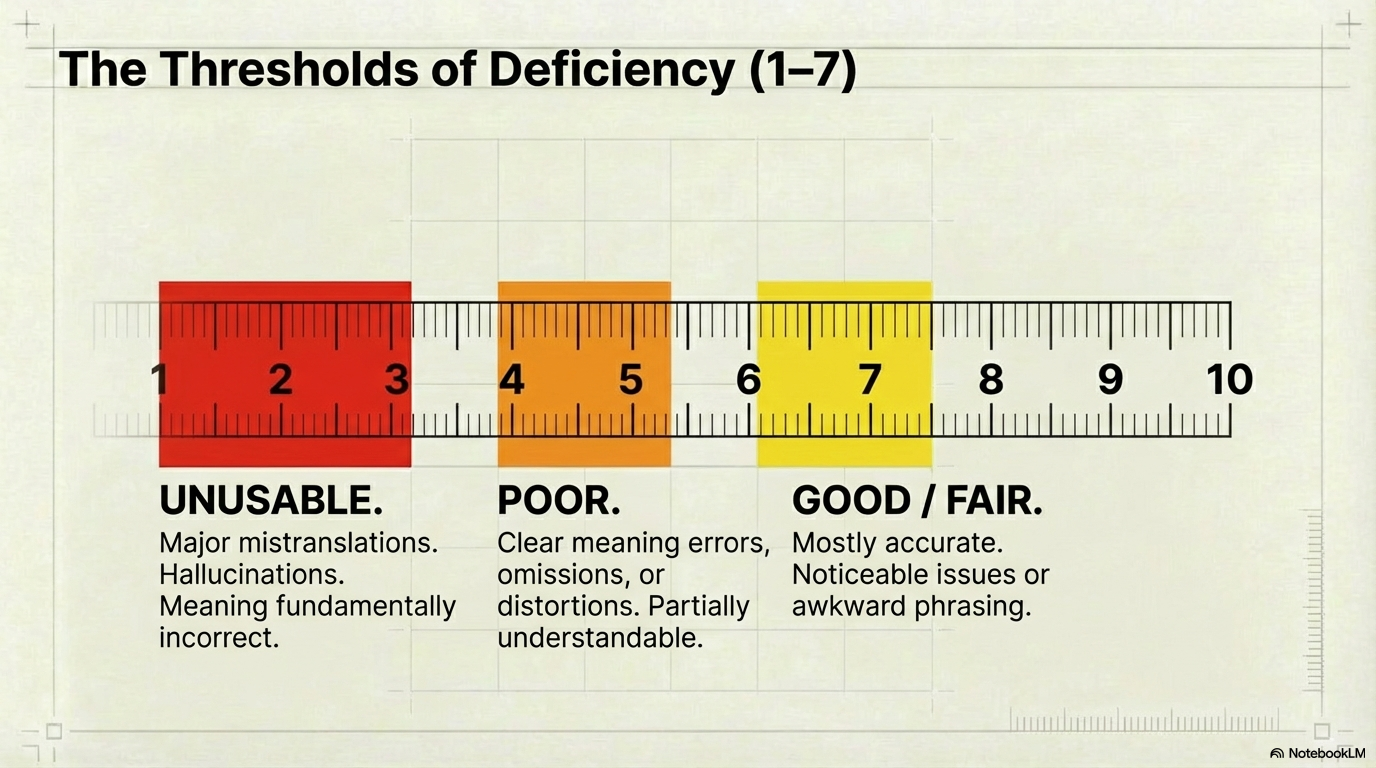 The Thresholds of Deficiency (1–7)
1 2 3 4 5 6 7 8 9 10
UNUSABLE.
Major mistranslations.
Hallucinations.
Meaning fundamentally
incorrect.
POOR.
Clear meaning errors,
omissions, or
distortions. Partially
understandable.
GOOD / FAIR.
Mostly accurate.
Noticeable issues or
awkward phrasing.
NotebookLM